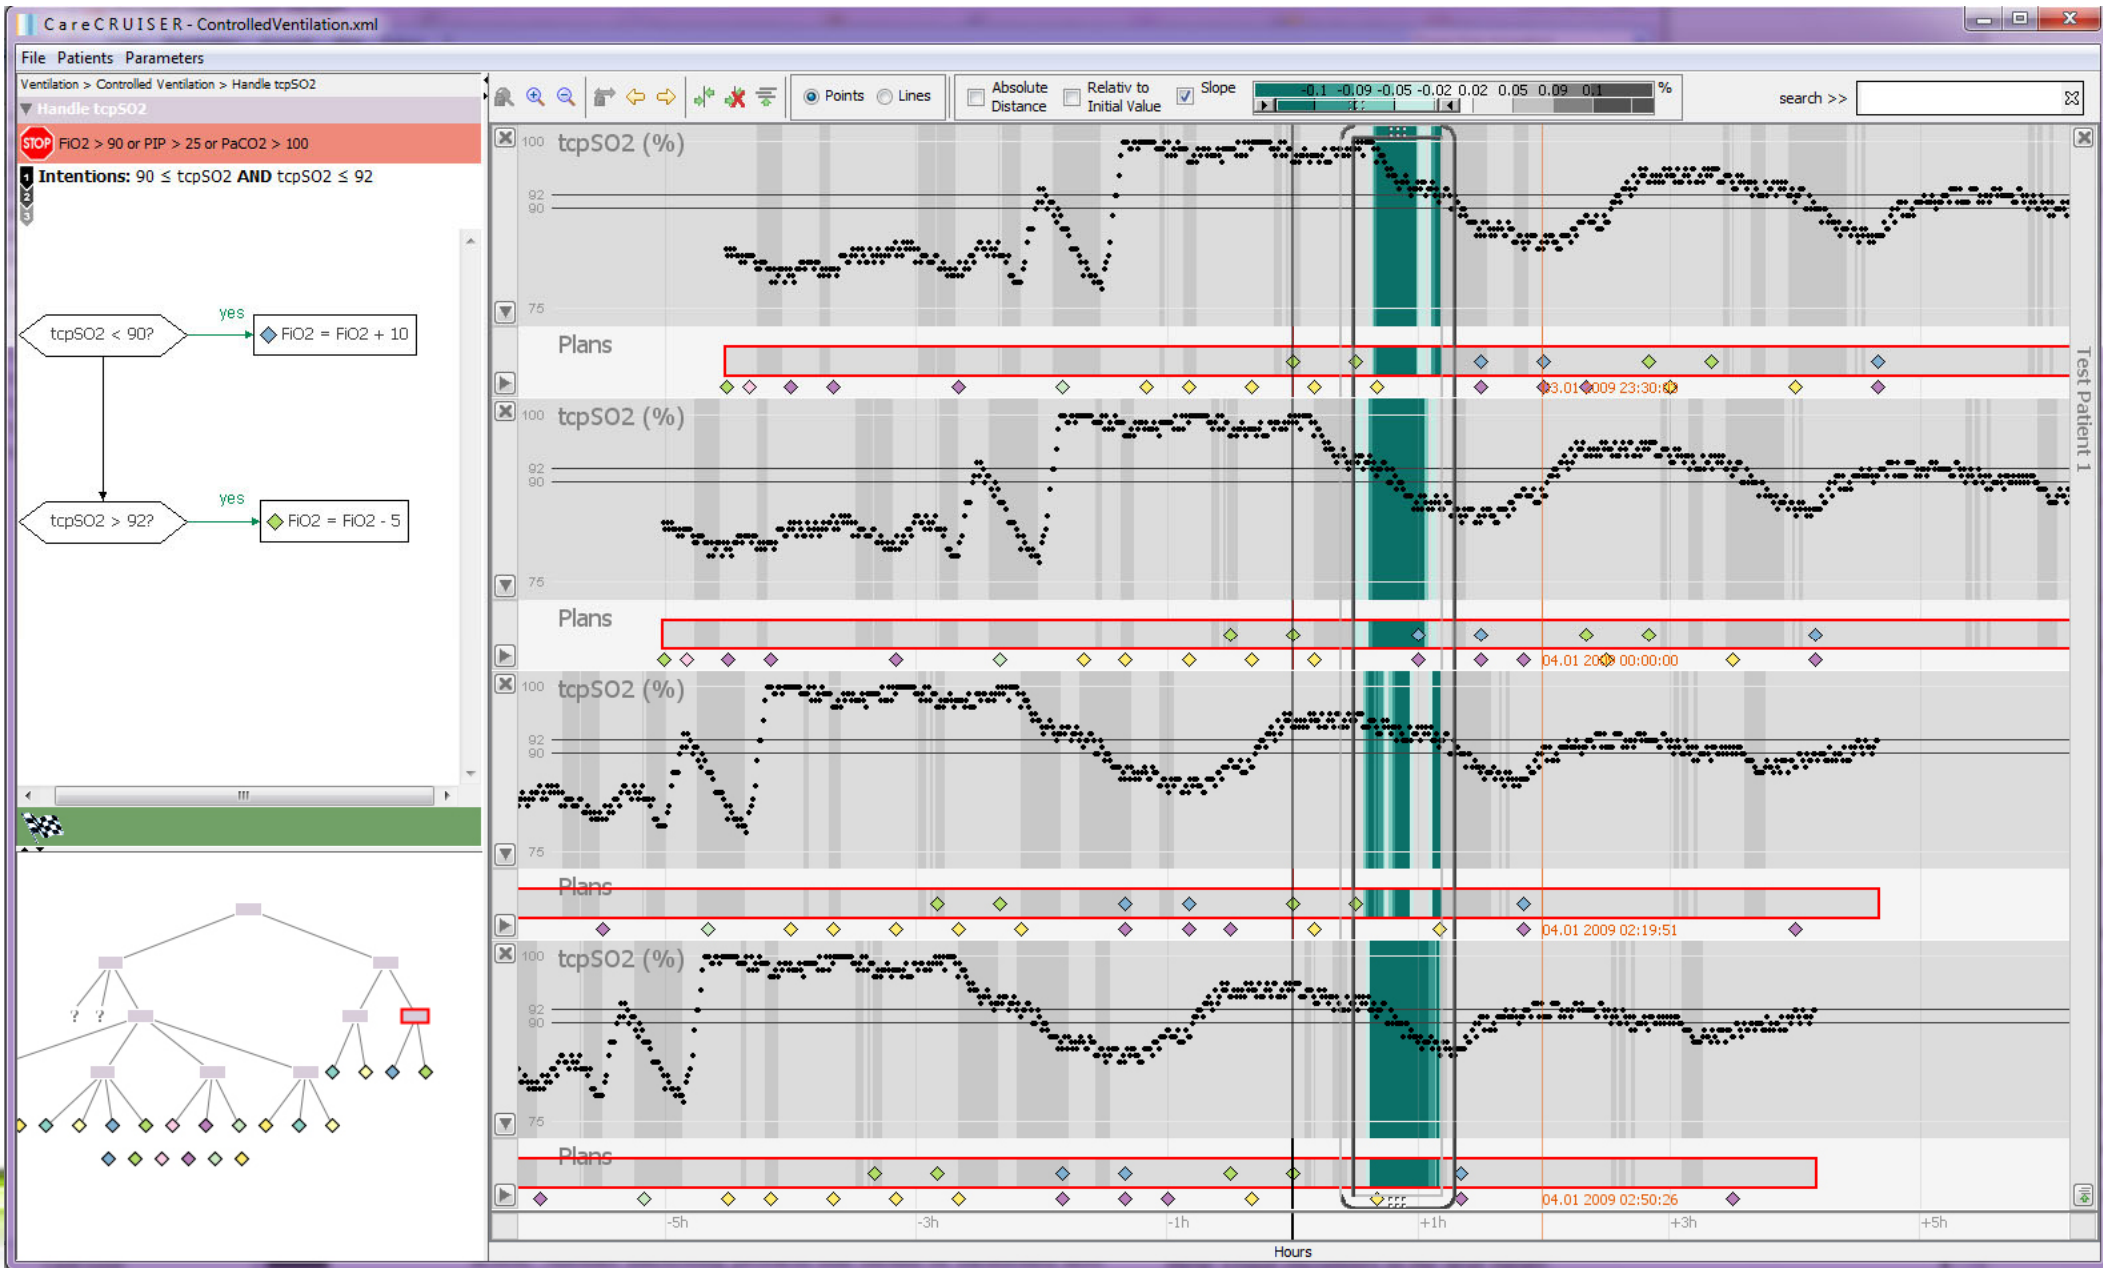 CareCRUISER - ControlledVentilation.xml
File Patients Parameters
Ventilation > Controlled Ventilation > Handle tcpSO2
Handle tcpSO2
STOP FiO2 > 90 or PIP > 25 or PaCO2 > 100
1 Intentions: 90 ≤ tcpSO2 AND tcpSO2 ≤ 92
2
3
tcpSO2 < 90?
yes
FiO2 = FiO2 + 10
tcpSO2 > 92?
yes
FiO2 = FiO2 - 5
? ?
Points Lines
Absolute Distance
Relativ to Initial Value
Slope
-0.1 -0.09 -0.05 -0.02 0.02 0.05 0.09 0.1 %
search >>
100 tcpSO2 (%)
92
90
75
Plans
23:30:
100 tcpSO2 (%)
92
90
75
Plans
04.01 00:00:00
100 tcpSO2 (%)
92
90
75
Plans
04.01 2009 02:19:51
100 tcpSO2 (%)
92
90
75
Plans
04.01 2009 02:50:26
-5h -3h -1h +1h +3h +5h
Hours
Test Patient 1